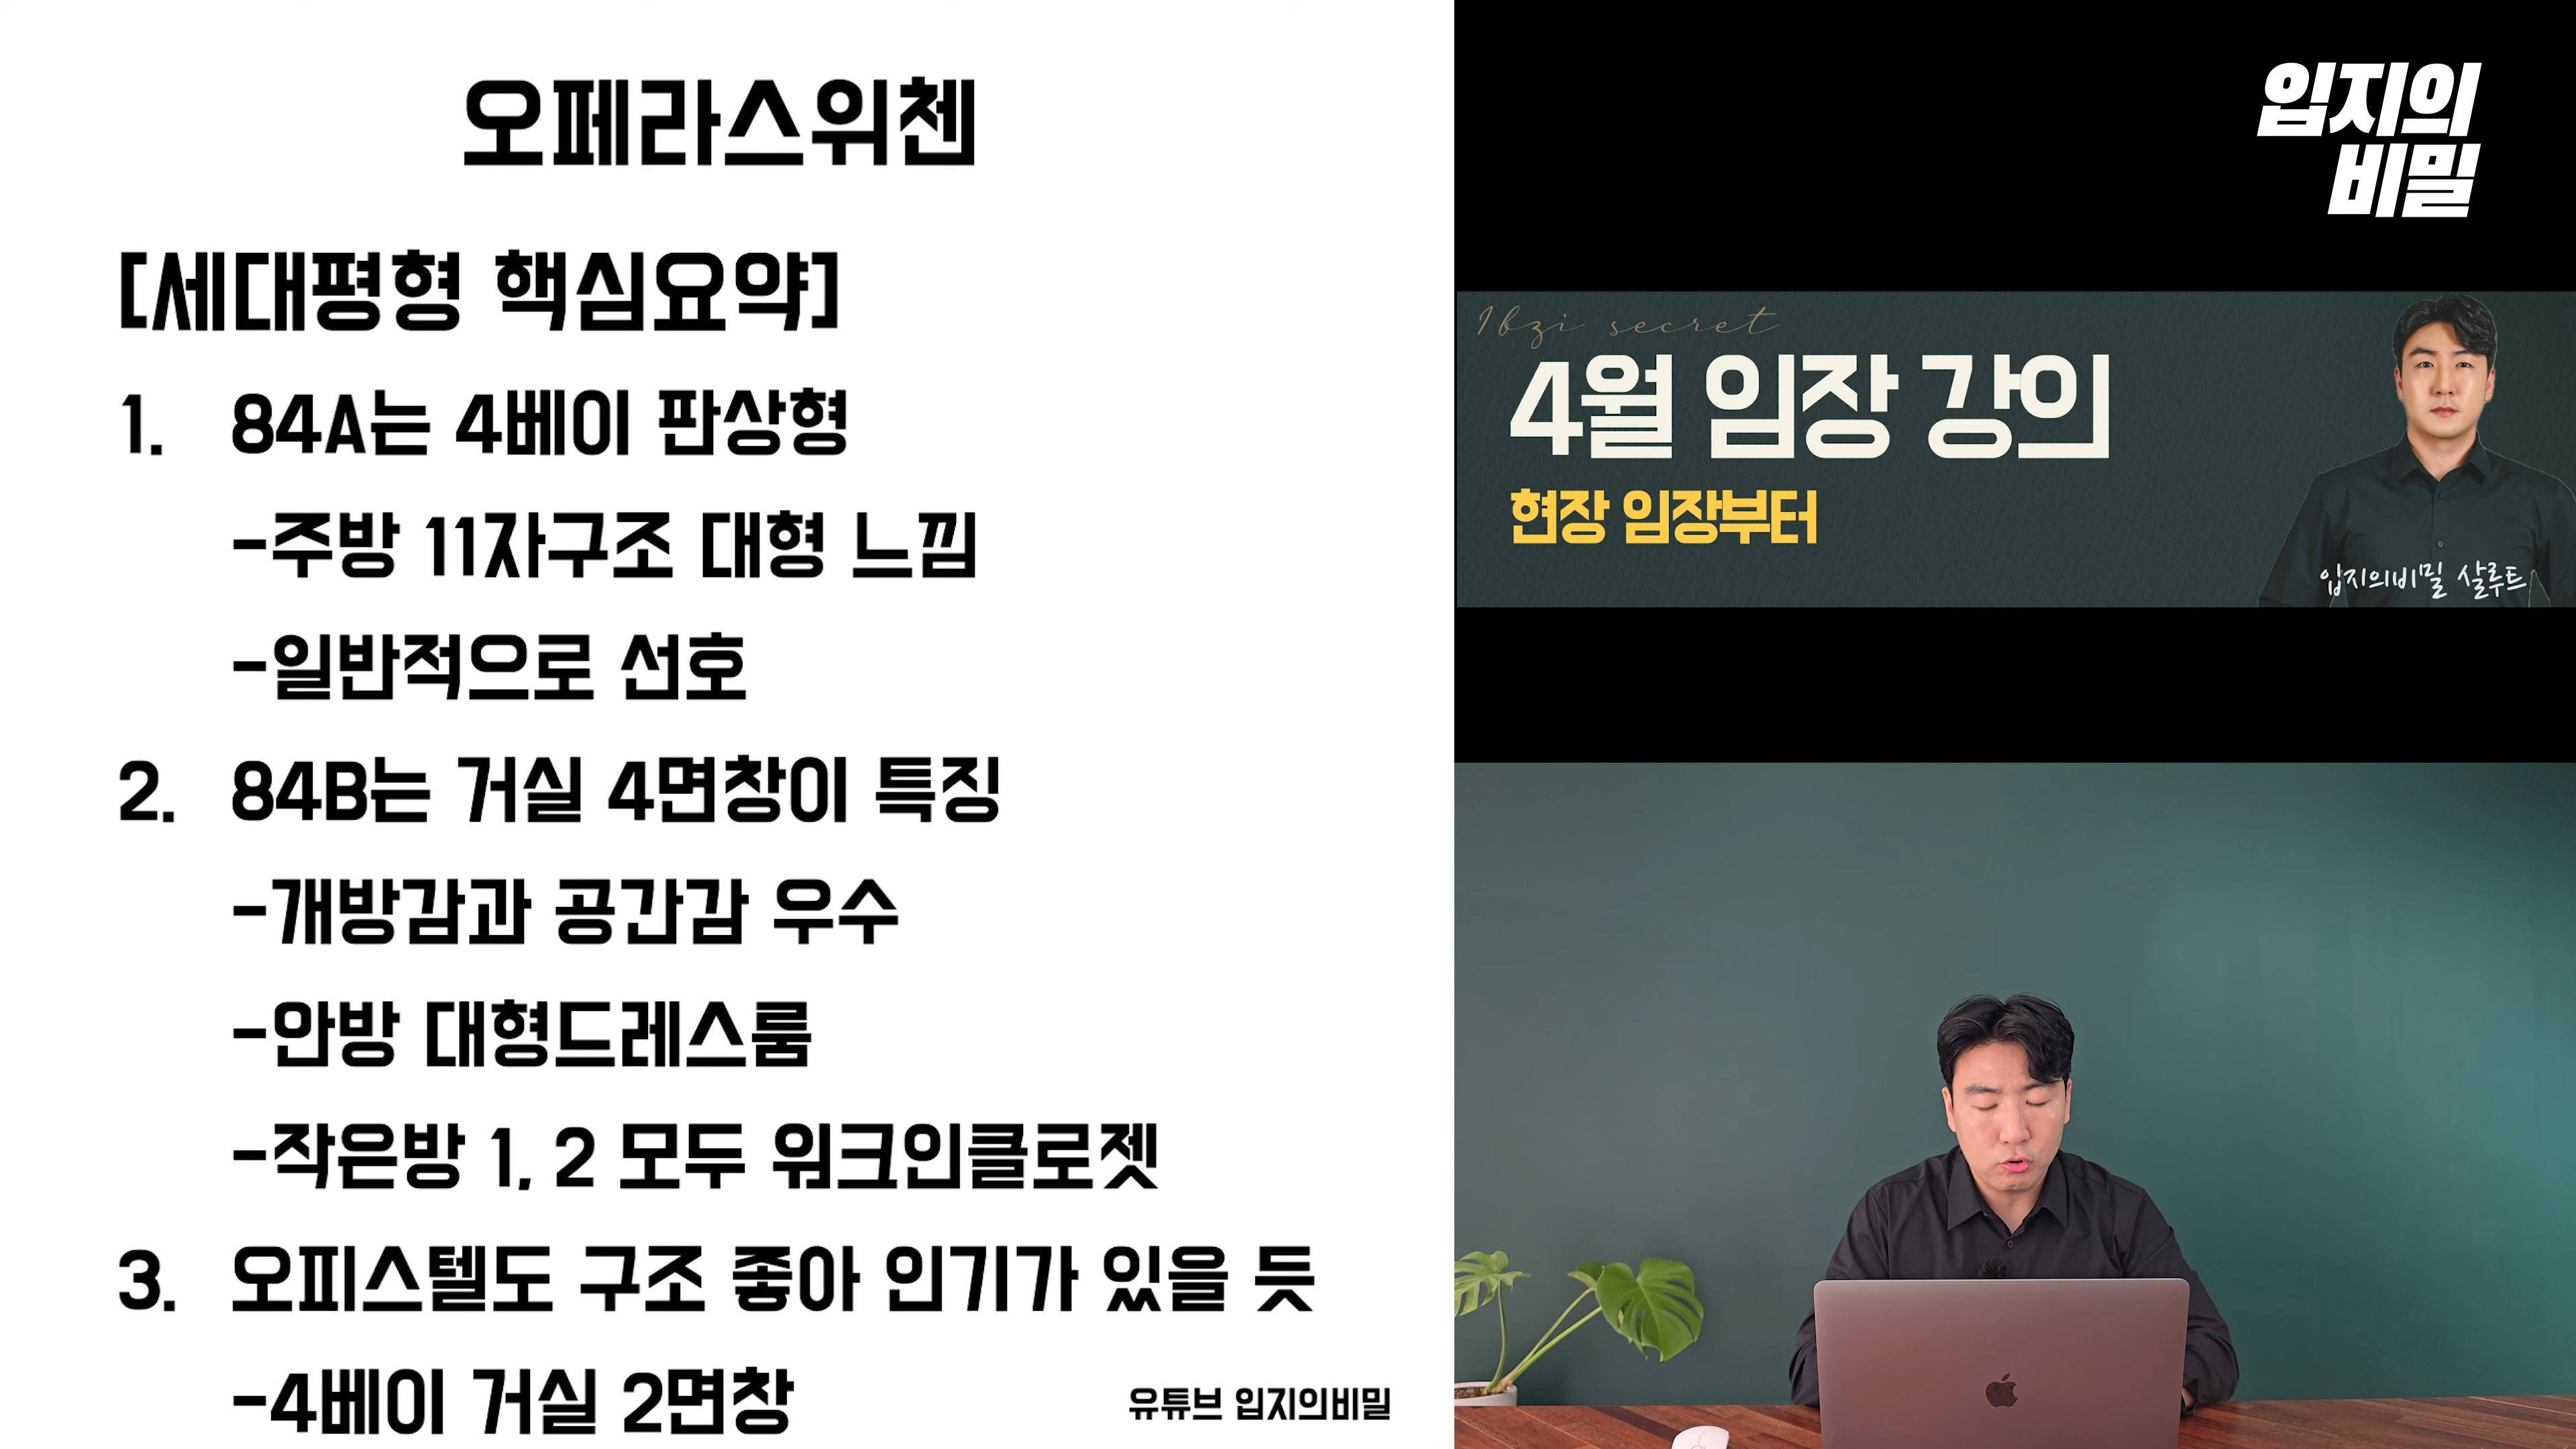 오페라스위첸
[세대평형 핵심요약]
1. 84A는 4베이 판상형
-주방 11자구조 대형 느낌
-일반적으로 선호
2. 84B는 거실 4면창이 특징
-개방감과 공간감 우수
-안방 대형드레스룸
-작은방 1, 2 모두 워크인클로젯
3. 오피스텔도 구조 좋아 인기가 있을 듯
-4베이 거실 2면창
유튜브 입지의비밀
입지의
비밀
Ibzi secret
4월 임장 강의
현장 임장부터
입지의비밀 살루트